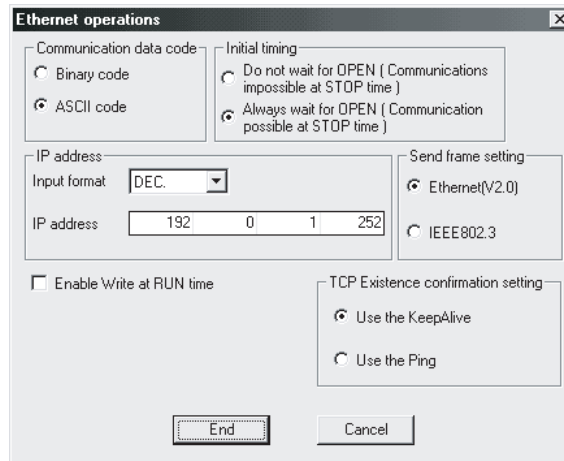 Ethernet operations
Communication data code
Binary code
ASCII code
Initial timing
Do not wait for OPEN ( Communications
impossible at STOP time )
Always wait for OPEN ( Communication
possible at STOP time )
IP address
Input format DEC.
IP address 192 0 1 252
Send frame setting
Ethernet(V2.0)
IEEE802.3
Enable Write at RUN time
TCP Existence confirmation setting
Use the KeepAlive
Use the Ping
End
Cancel